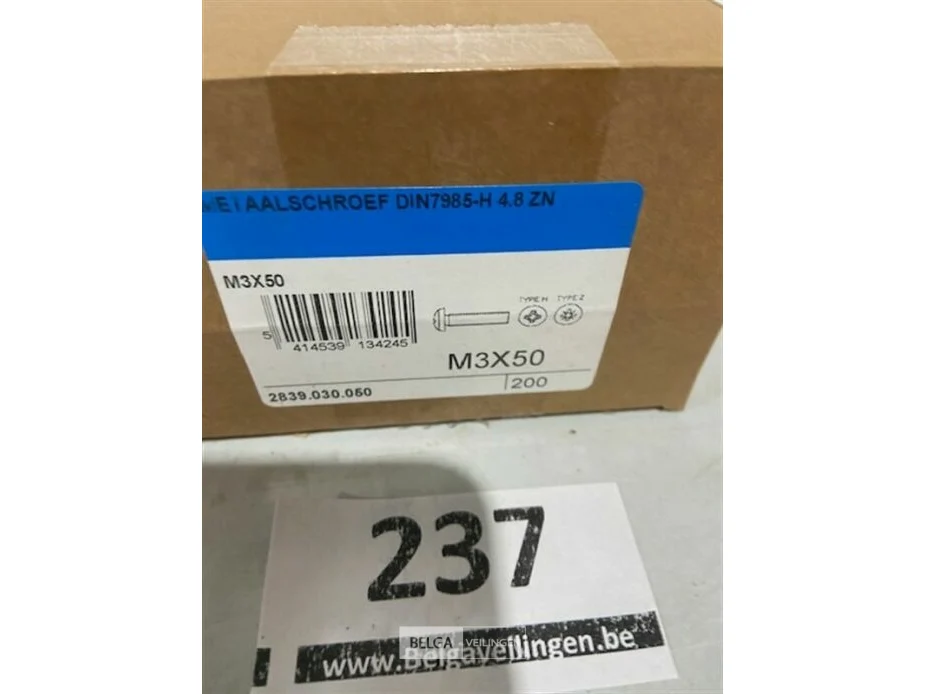 METAALSCHROEF DIN7985-H 4.8 ZN
M3X50
TYPE H TYPE Z
5 414539 134245
M3X50
2839.030.050 200
237
BELGA VEILINGEN
www.Belgaveilingen.be